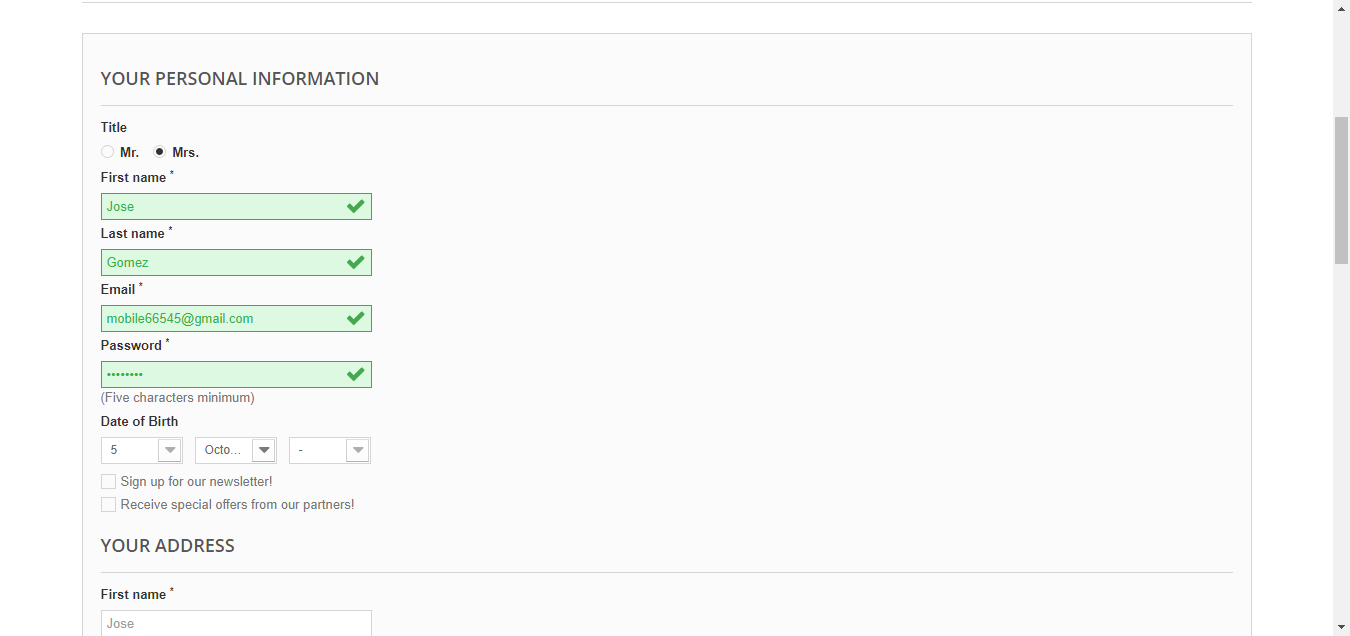 YOUR PERSONAL INFORMATION
Title
Mr. Mrs.
First name *
Jose
Last name *
Gomez
Email *
mobile66545@gmail.com
Password *
••••••••
(Five characters minimum)
Date of Birth
5 Octo... -
Sign up for our newsletter!
Receive special offers from our partners!
YOUR ADDRESS
First name *
Jose